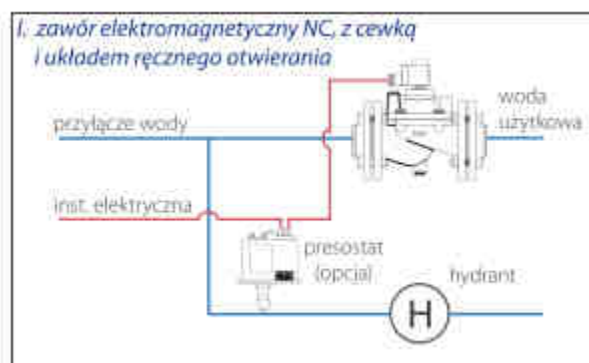 I. zawór elektromagnetyczny NC, z cewką
i układem ręcznego otwierania
woda
użytkowa
przyłącze wody
inst. elektryczna
presostat
(opcja)
hydrant
H